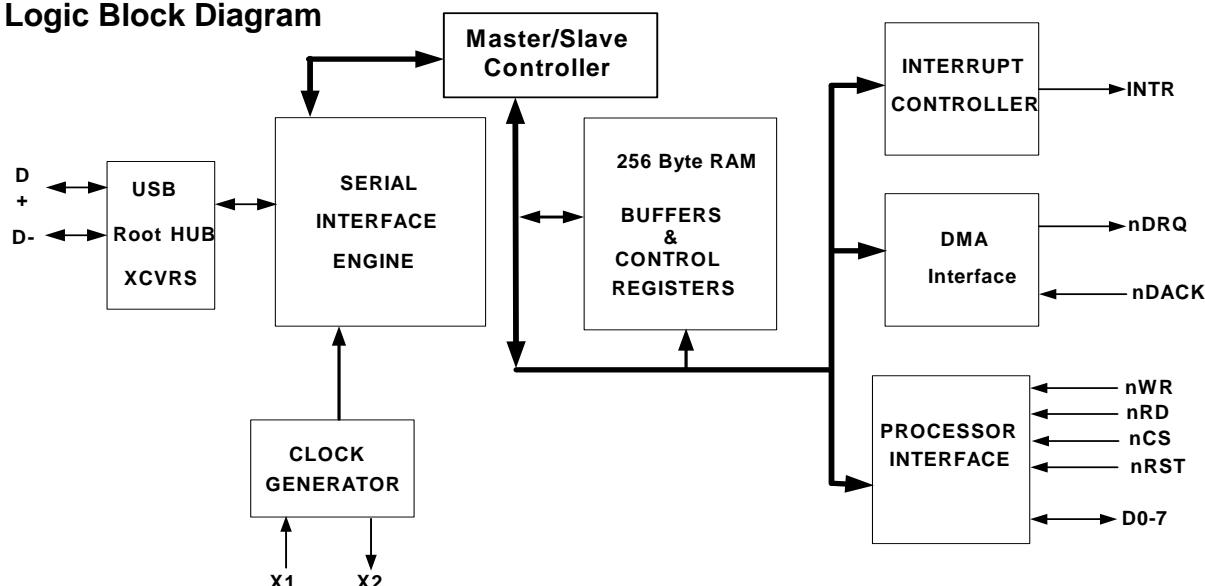 Logic Block Diagram
Master/Slave
Controller
INTERRUPT
CONTROLLER
INTR
256 Byte RAM
BUFFERS
&
CONTROL
REGISTERS
SERIAL
INTERFACE
ENGINE
D
+
D-
USB
Root HUB
XCVRS
DMA
Interface
nDRQ
nDACK
PROCESSOR
INTERFACE
nWR
nRD
nCS
nRST
D0-7
CLOCK
GENERATOR
X1
X2